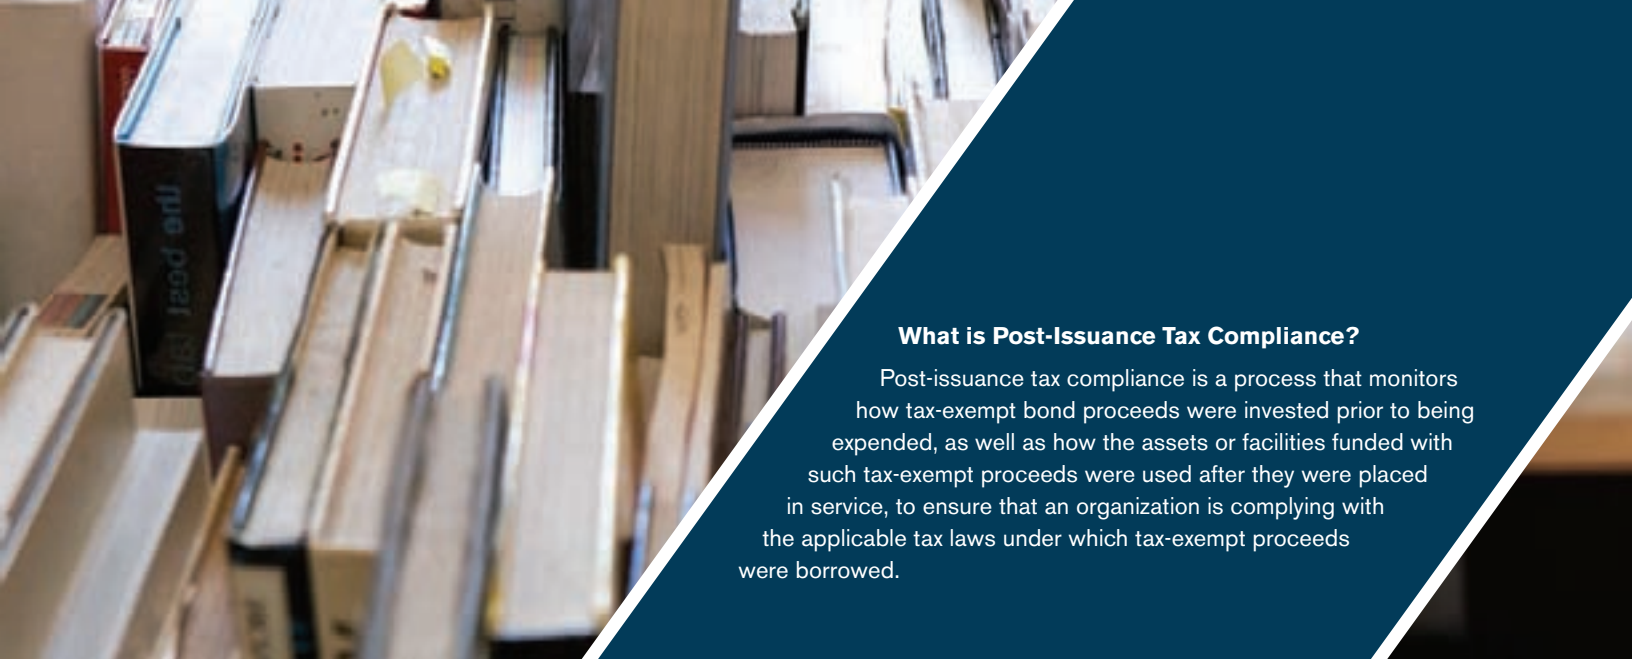 the best
What is Post-Issuance Tax Compliance?
Post-issuance tax compliance is a process that monitors
how tax-exempt bond proceeds were invested prior to being
expended, as well as how the assets or facilities funded with
such tax-exempt proceeds were used after they were placed
in service, to ensure that an organization is complying with
the applicable tax laws under which tax-exempt proceeds
were borrowed.